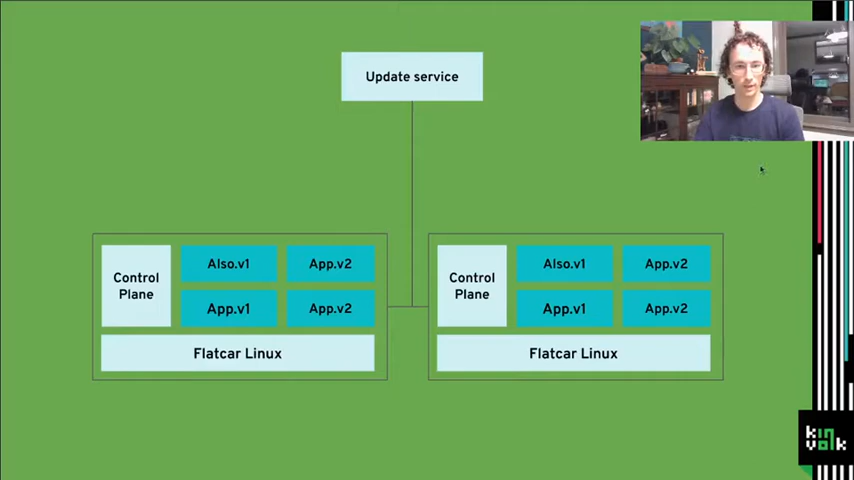 Update service
Control
Plane
Also.v1
App.v2
App.v1
App.v2
Flatcar Linux
Control
Plane
Also.v1
App.v2
App.v1
App.v2
Flatcar Linux
kin
volk